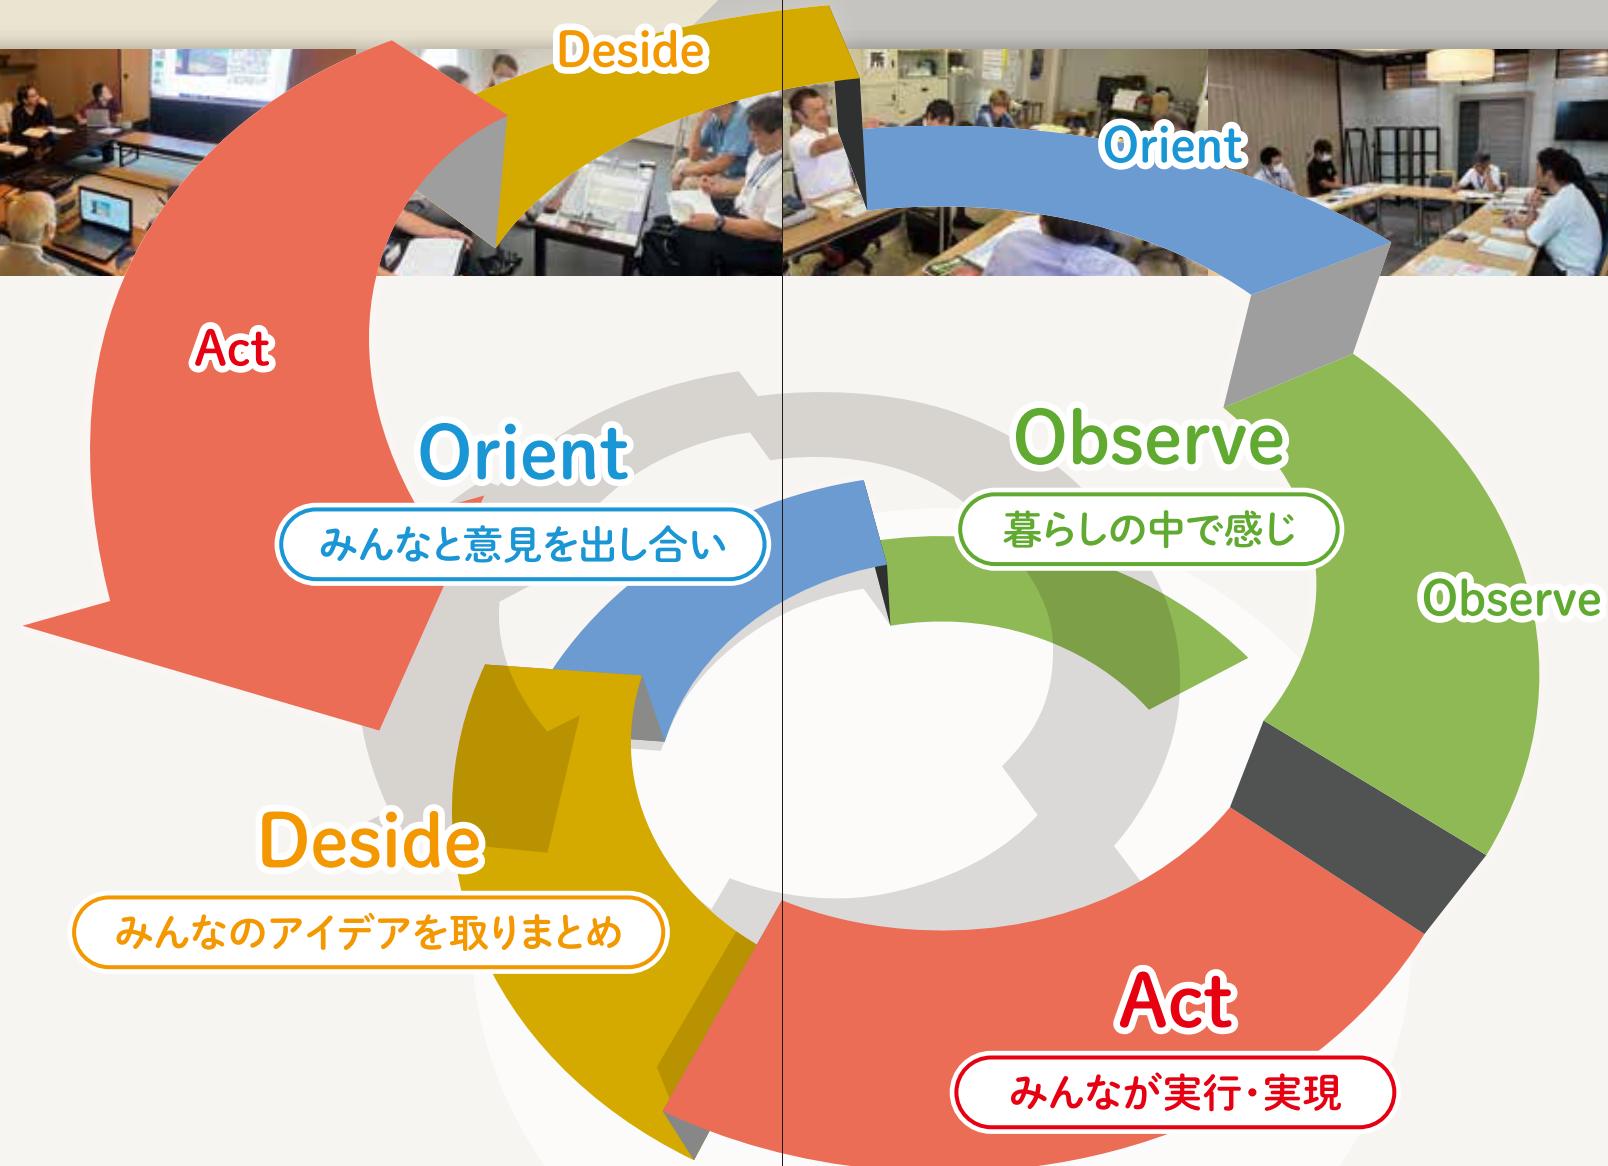 Deside
Orient
Act
Orient
みんなと意見を出し合い
Observe
暮らしの中で感じ
Observe
Deside
みんなのアイデアを取りまとめ
Act
みんなが実行・実現